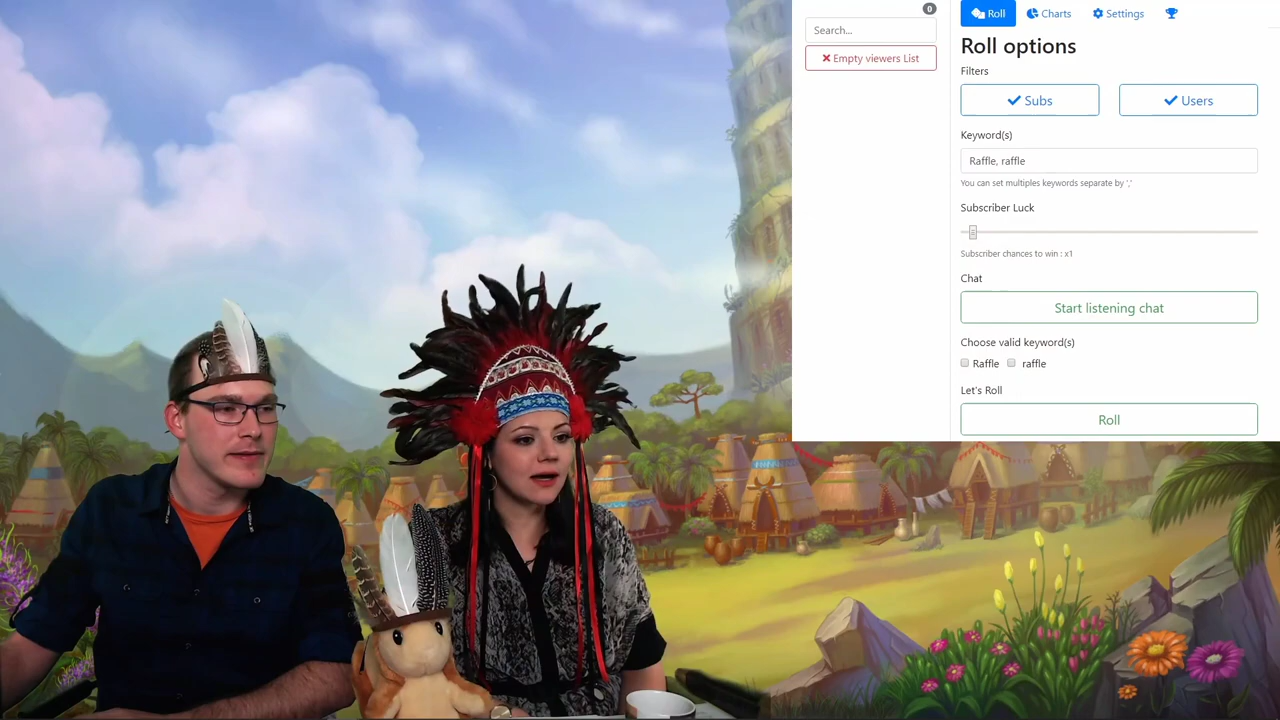 0
Search...
Empty viewers List
Roll
Charts
Settings
Roll options
Filters
Subs
Users
Keyword(s)
Raffle, raffle
You can set multiples keywords separate by ','
Subscriber Luck
Subscriber chances to win : x1
Chat
Start listening chat
Choose valid keyword(s)
Raffle raffle
Let's Roll
Roll